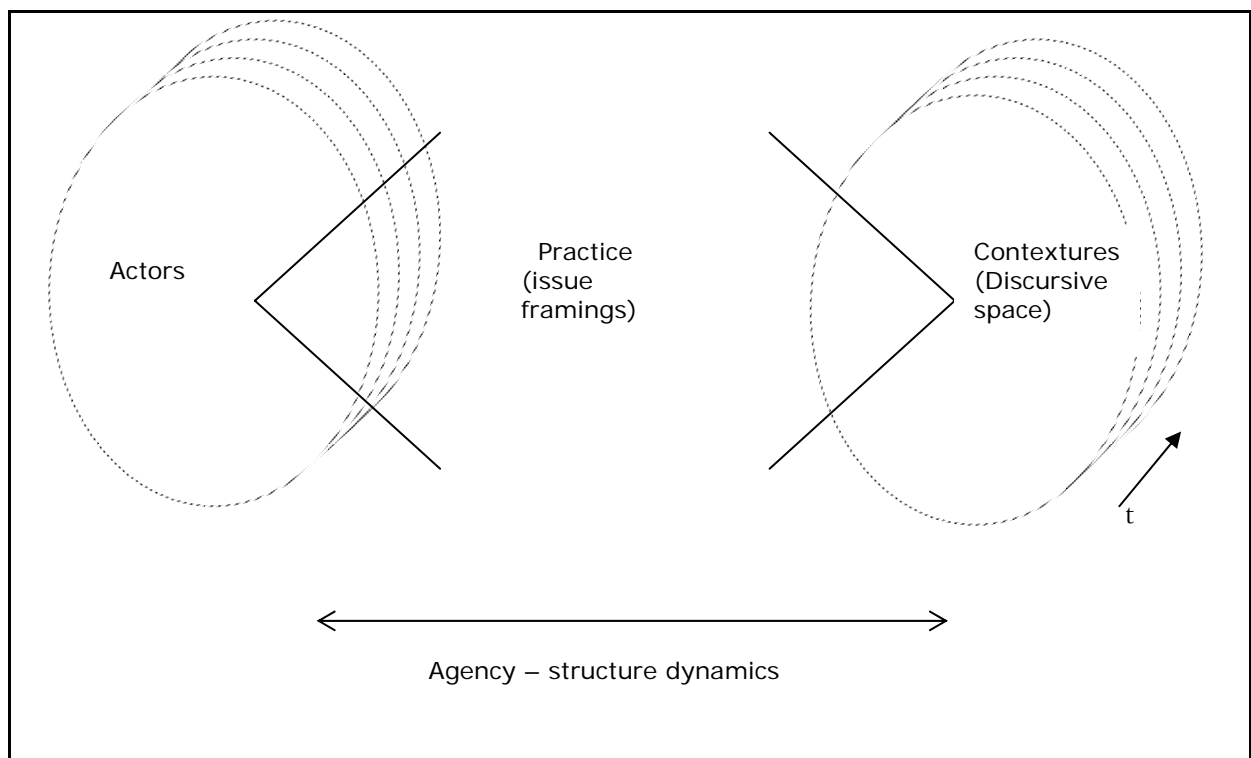 Actors
Practice
(issue
framings)
Contextures
(Discursive
space)
t
Agency – structure dynamics